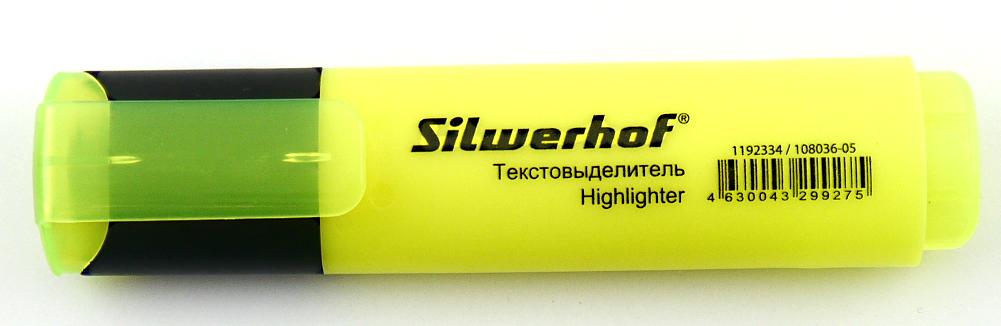 Silwerhof®
Текстовыделитель
Highlighter
1192334 / 108036-05
4 630043 299275